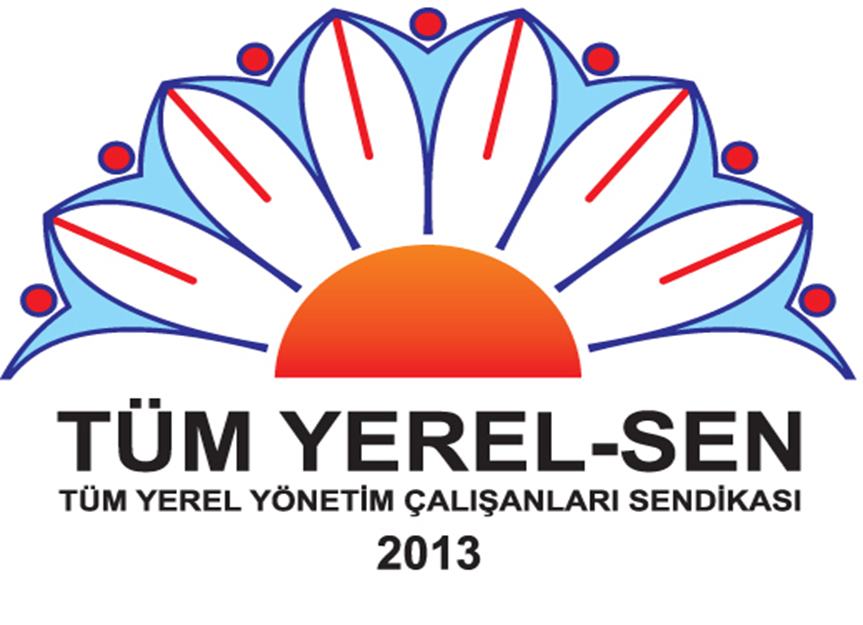 TÜM YEREL-SEN
TÜM YEREL YÖNETİM ÇALIŞANLARI SENDİKASI
2013